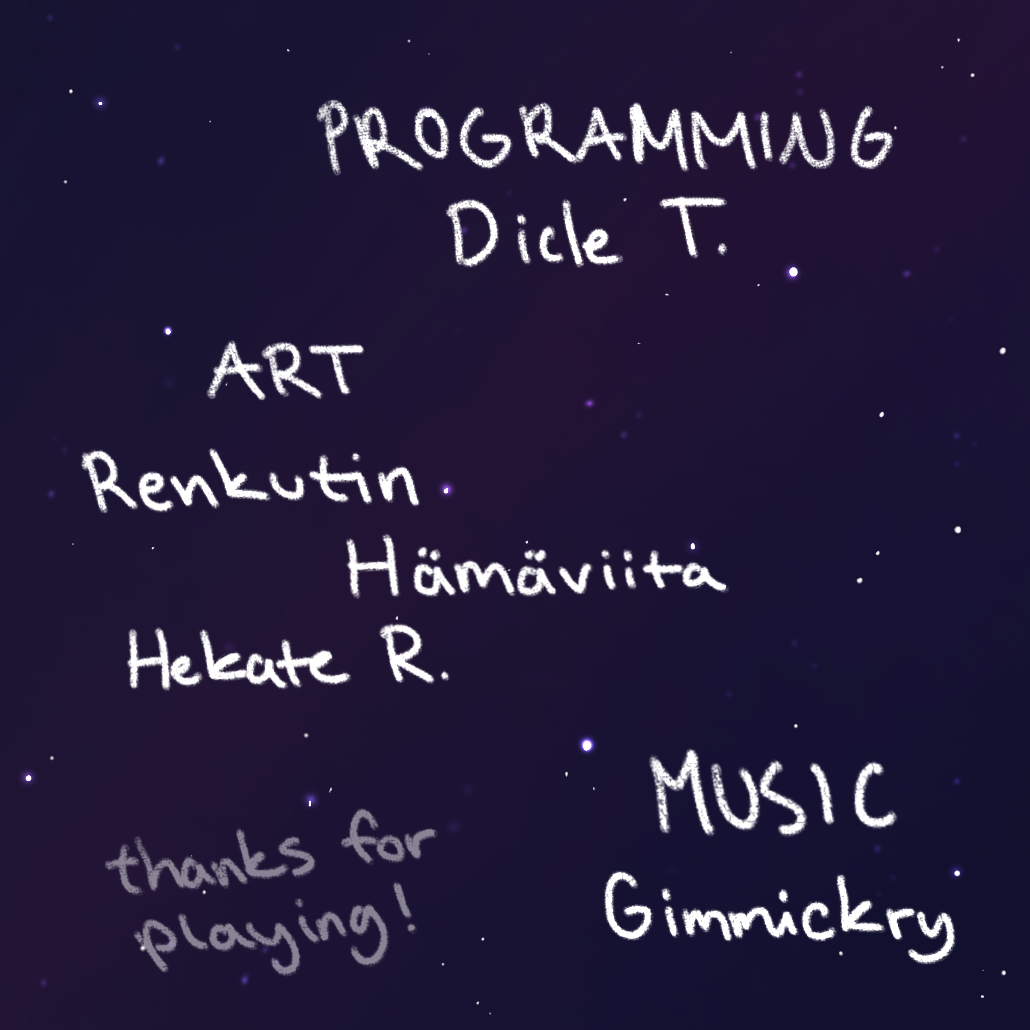 PROGRAMMING
Dicle T.
ART
Renkutin
Hämäviita
Hekate R.
MUSIC
Gimmickry
thanks for
playing!